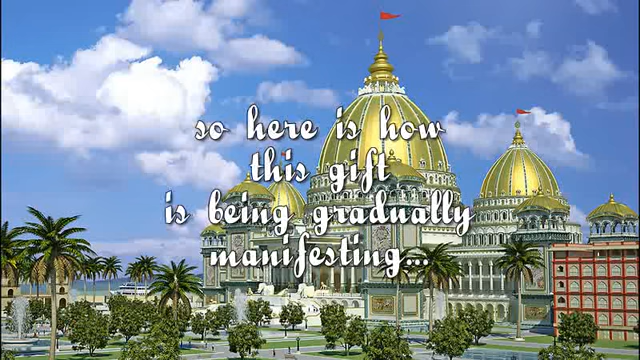 so here is how
this gift
is being gradually
manifesting...